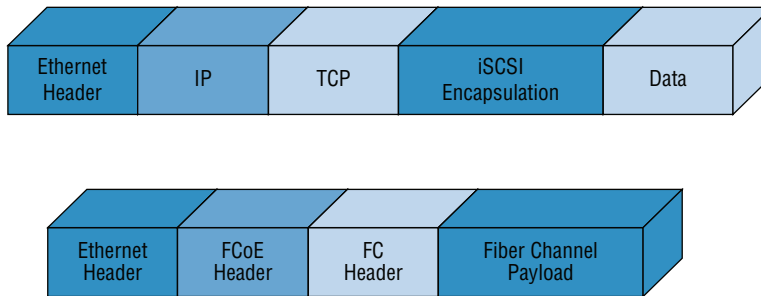 Ethernet Header
IP
TCP
iSCSI Encapsulation
Data
Ethernet Header
FCoE Header
FC Header
Fiber Channel Payload